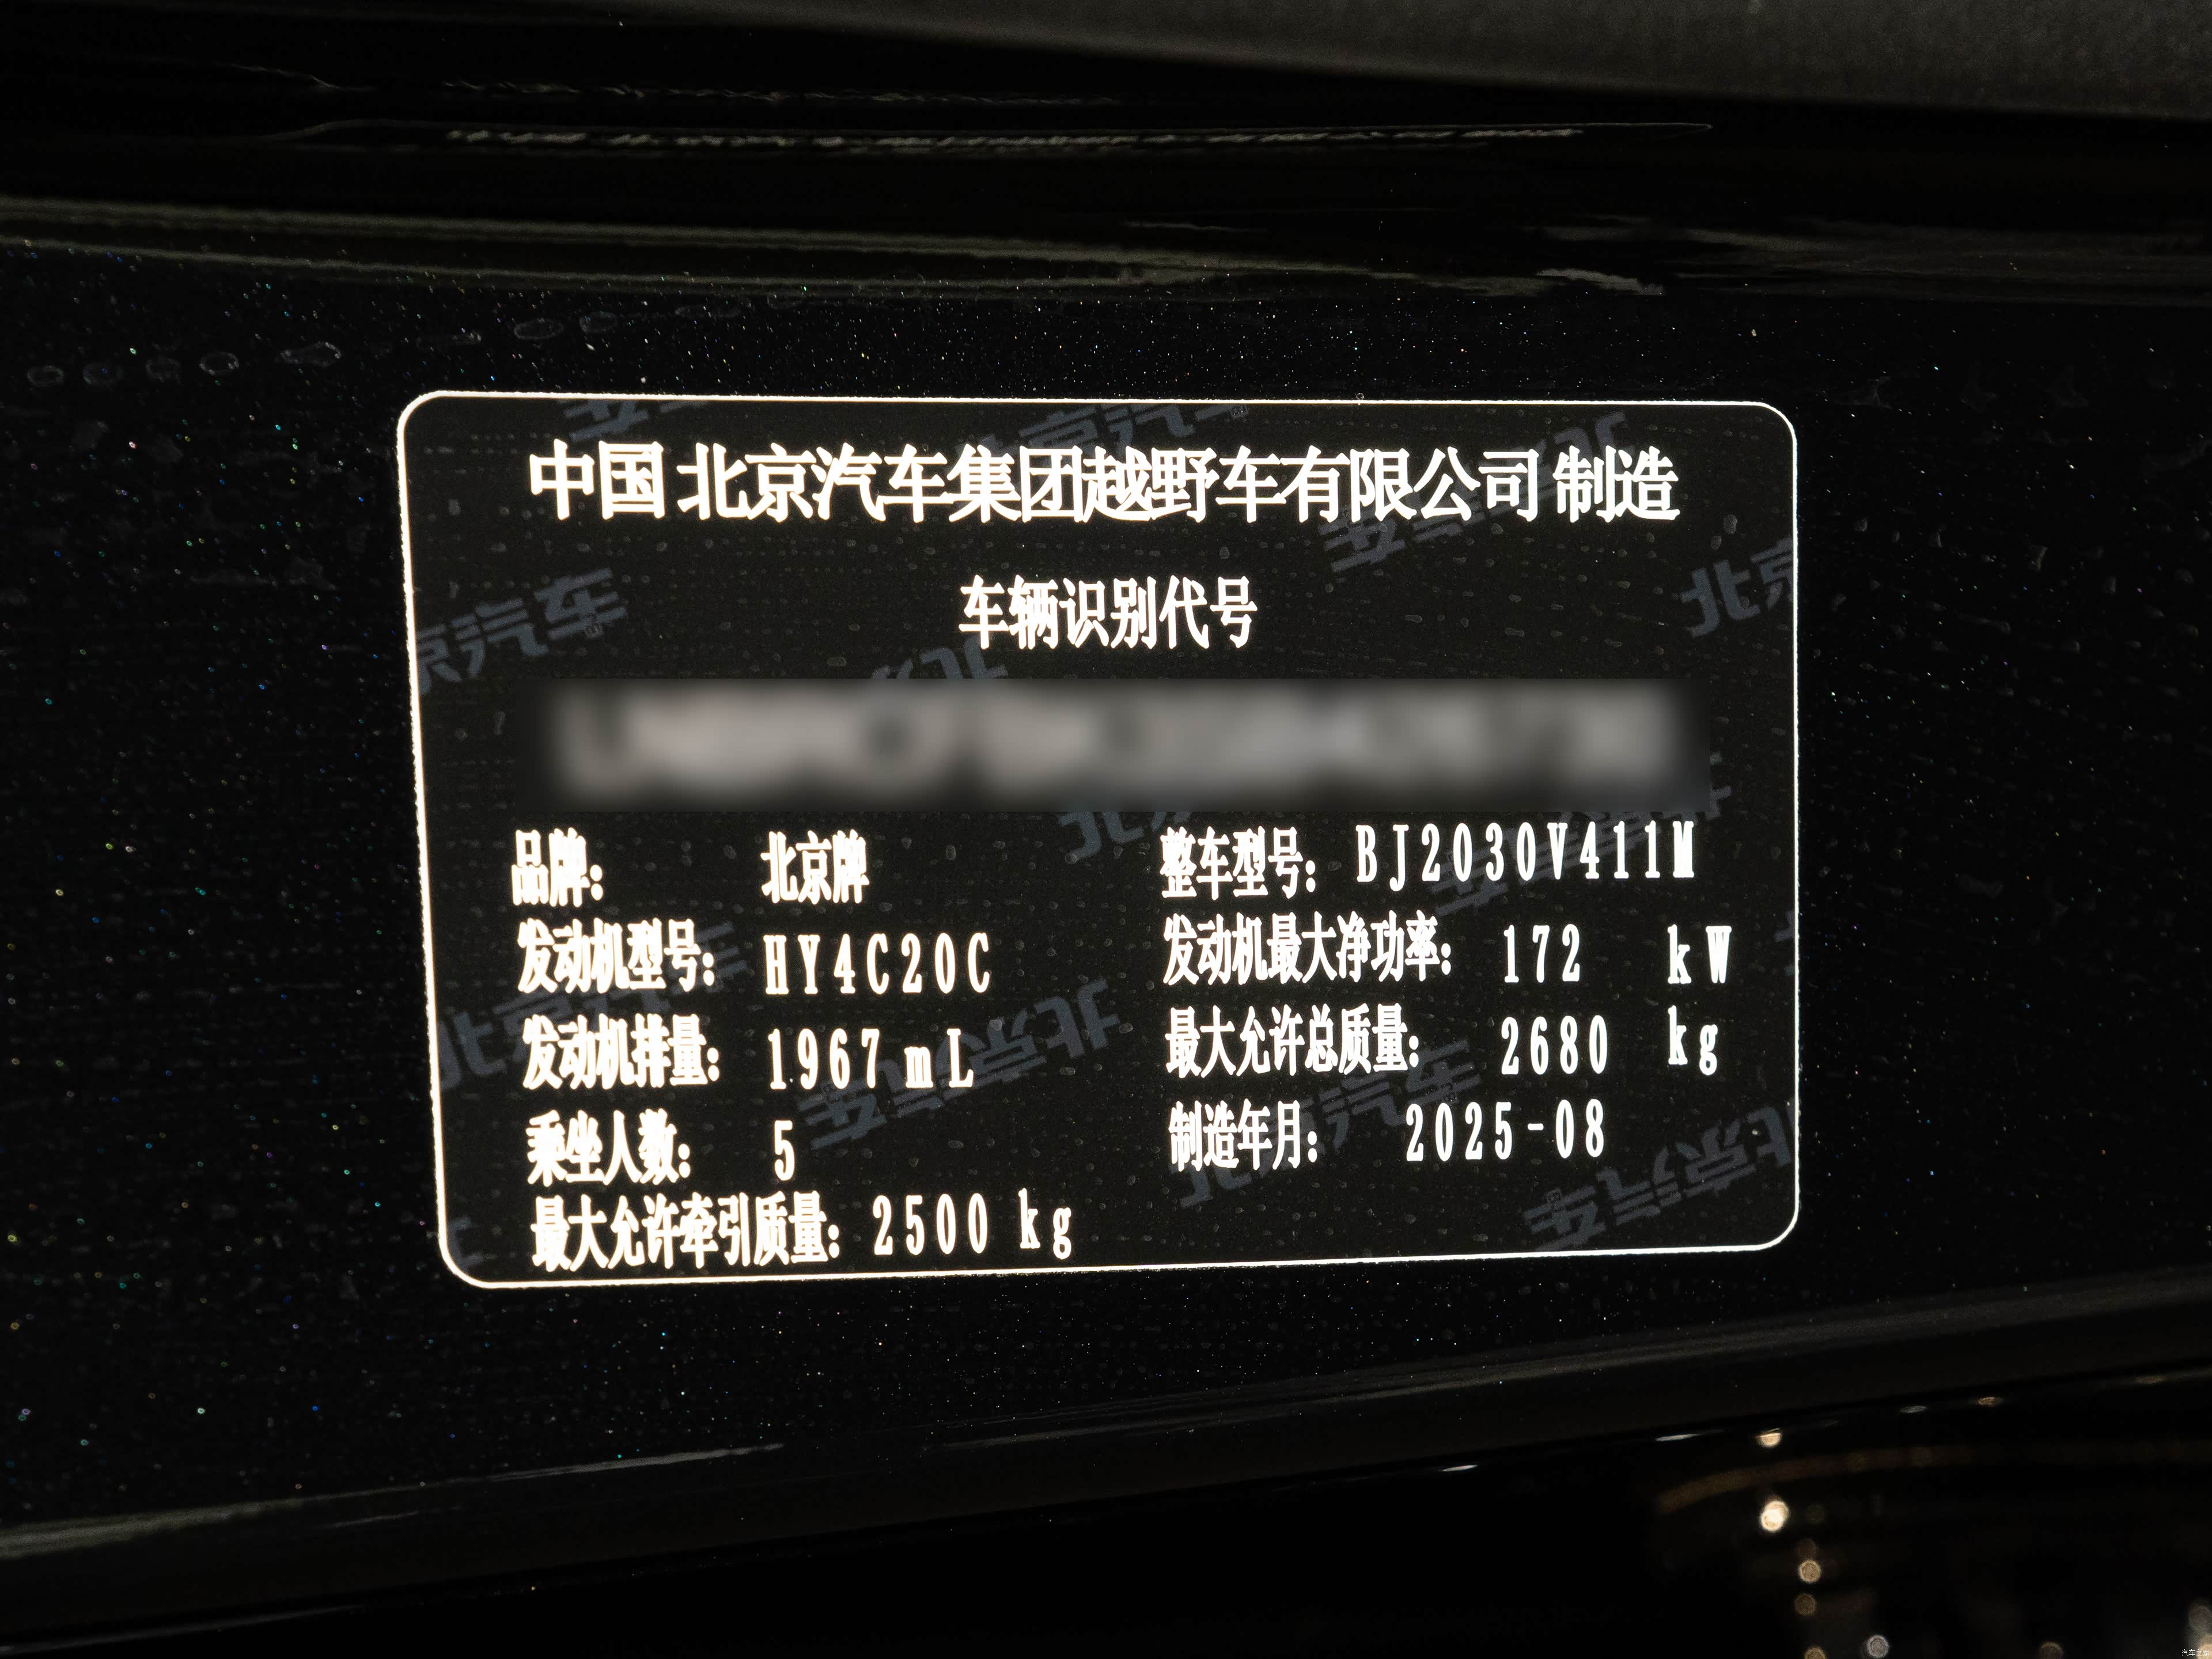 中国 北京汽车集团越野车有限公司 制造
车辆识别代号
品牌： 北京牌 整车型号： BJ2030V411M
发动机型号： HY4C20C 发动机最大净功率： 172 kW
发动机排量： 1967 mL 最大允许总质量： 2680 kg
乘坐人数： 5 制造年月： 2025-08
最大允许牵引质量： 2500 kg